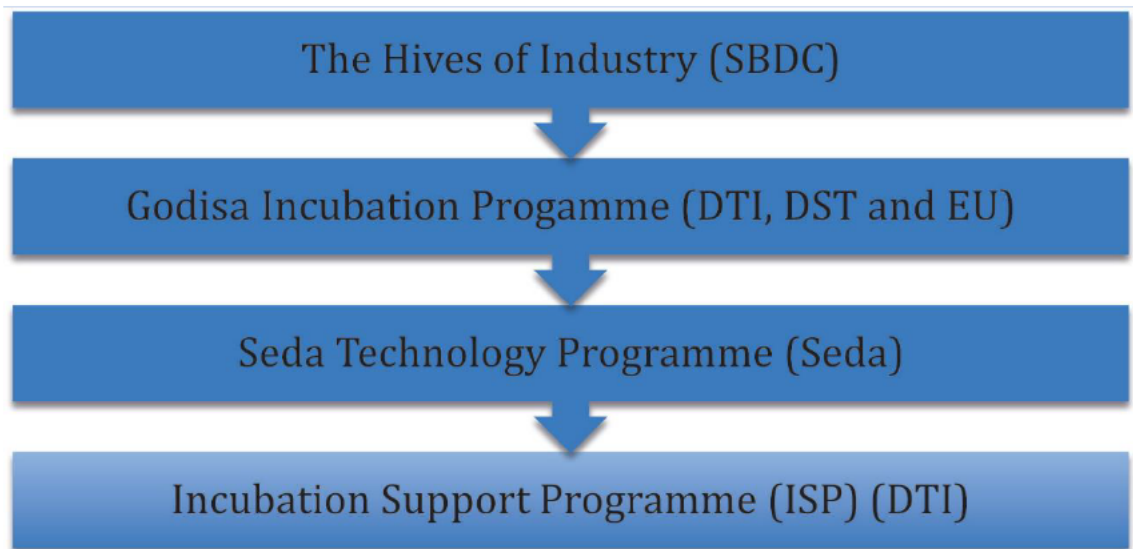 The Hives of Industry (SBDC)
Godisa Incubation Progamme (DTI, DST and EU)
Seda Technology Programme (Seda)
Incubation Support Programme (ISP) (DTI)